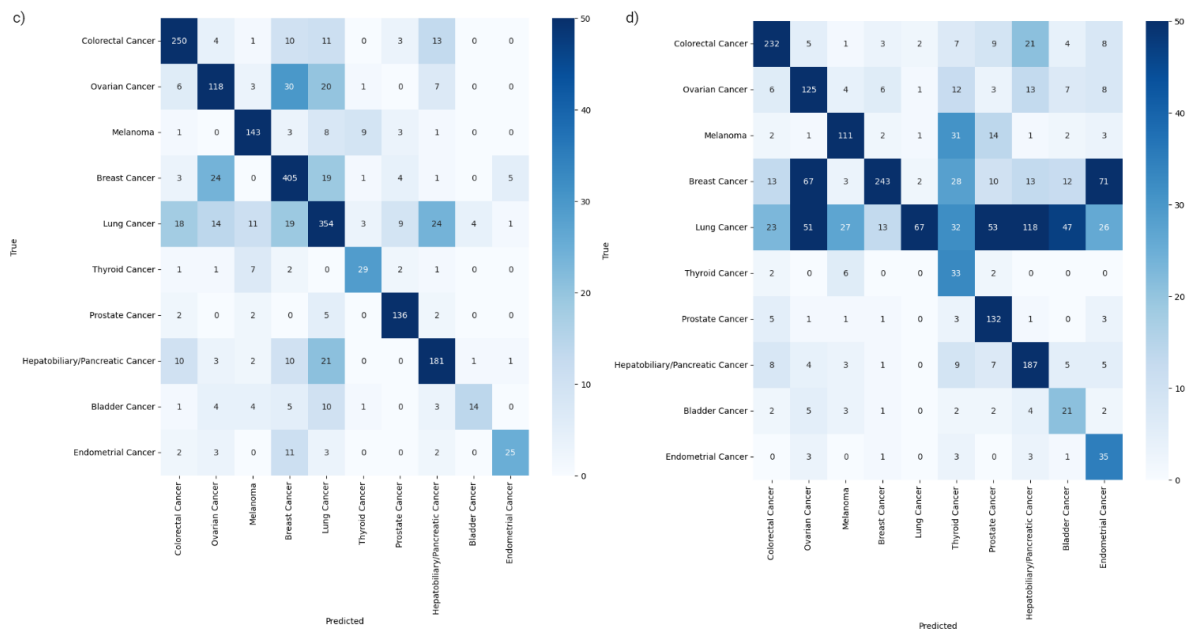 c)
Colorectal Cancer 250 4 1 10 11 0 3 13 0 0
Ovarian Cancer 6 118 3 30 20 1 0 7 0 0
Melanoma 1 0 143 3 8 9 3 1 0 0
Breast Cancer 3 24 0 405 19 1 4 1 0 5
Lung Cancer 18 14 11 19 354 3 9 24 4 1
Thyroid Cancer 1 1 7 2 0 29 2 1 0 0
Prostate Cancer 2 0 2 0 5 0 136 2 0 0
Hepatobiliary/Pancreatic Cancer 10 3 2 10 21 0 0 181 1 1
Bladder Cancer 1 4 4 5 10 1 0 3 14 0
Endometrial Cancer 2 3 0 11 3 0 0 2 0 25
True
Colorectal Cancer
Ovarian Cancer
Melanoma
Breast Cancer
Lung Cancer
Thyroid Cancer
Prostate Cancer
Hepatobiliary/Pancreatic Cancer
Bladder Cancer
Endometrial Cancer
Predicted
50
40
30
20
10
0
d)
Colorectal Cancer 232 5 1 3 2 7 9 21 4 8
Ovarian Cancer 6 125 4 6 1 12 3 13 7 8
Melanoma 2 1 111 2 1 31 14 1 2 3
Breast Cancer 13 67 3 243 2 28 10 13 12 71
Lung Cancer 23 51 27 13 67 32 53 118 47 26
Thyroid Cancer 2 0 6 0 0 33 2 0 0 0
Prostate Cancer 5 1 1 1 0 3 132 1 0 3
Hepatobiliary/Pancreatic Cancer 8 4 3 1 0 9 7 187 5 5
Bladder Cancer 2 5 3 1 0 2 2 4 21 2
Endometrial Cancer 0 3 0 1 0 3 0 3 1 35
True
Colorectal Cancer
Ovarian Cancer
Melanoma
Breast Cancer
Lung Cancer
Thyroid Cancer
Prostate Cancer
Hepatobiliary/Pancreatic Cancer
Bladder Cancer
Endometrial Cancer
Predicted
50
40
30
20
10
0